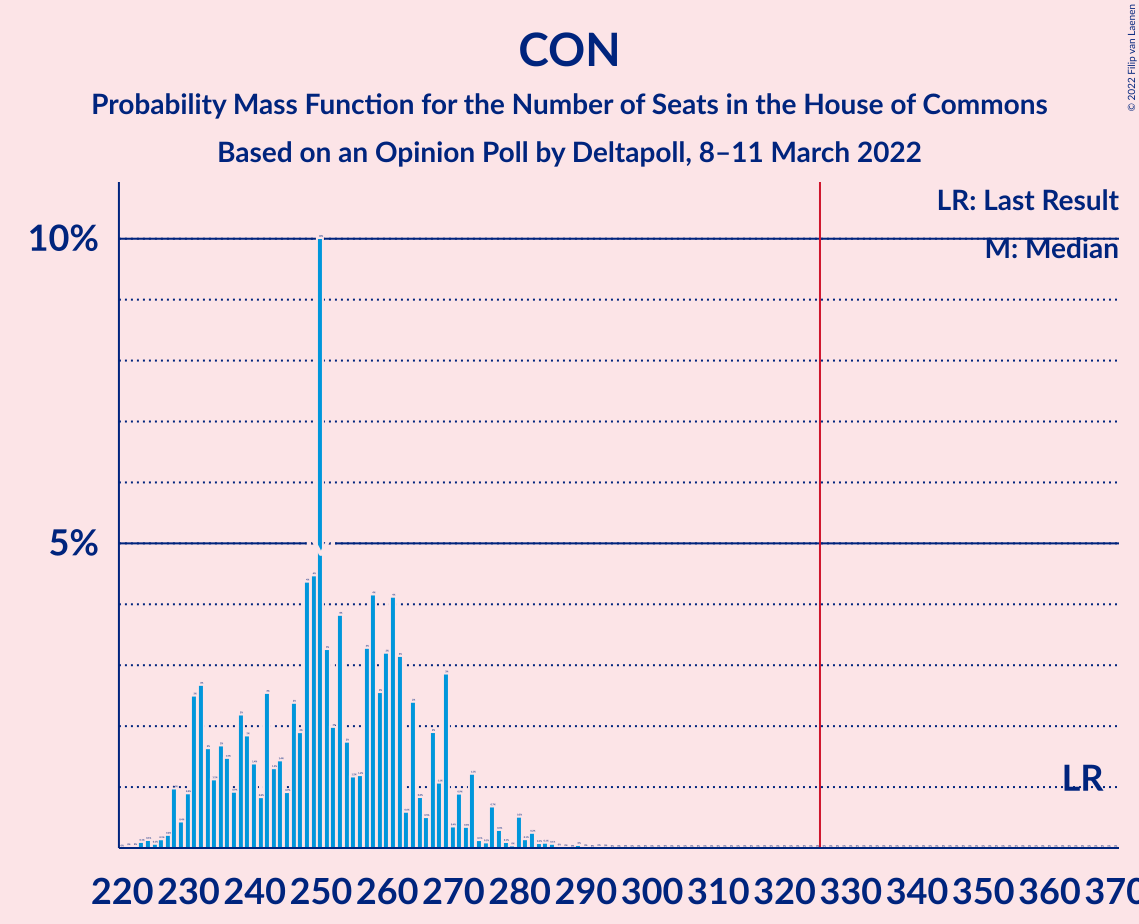 CON
Probability Mass Function for the Number of Seats in the House of Commons
Based on an Opinion Poll by Deltapoll, 8–11 March 2022
© 2022 Filip van Laenen
LR: Last Result
M: Median
10%
5%
LR
220 230 240 250 260 270 280 290 300 310 320 330 340 350 360 370